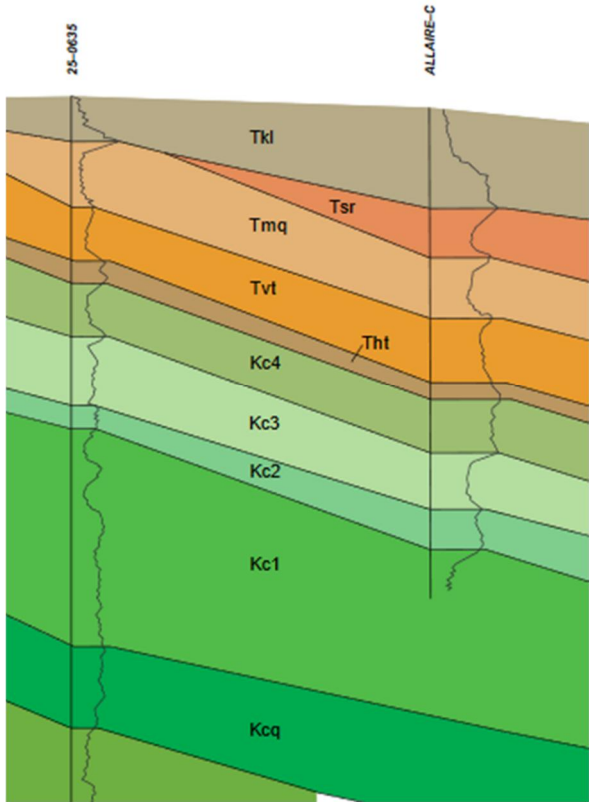 25–0635
ALLAIRE–C
Tkl
Tsr
Tmq
Tvt
Tht
Kc4
Kc3
Kc2
Kc1
Kcq